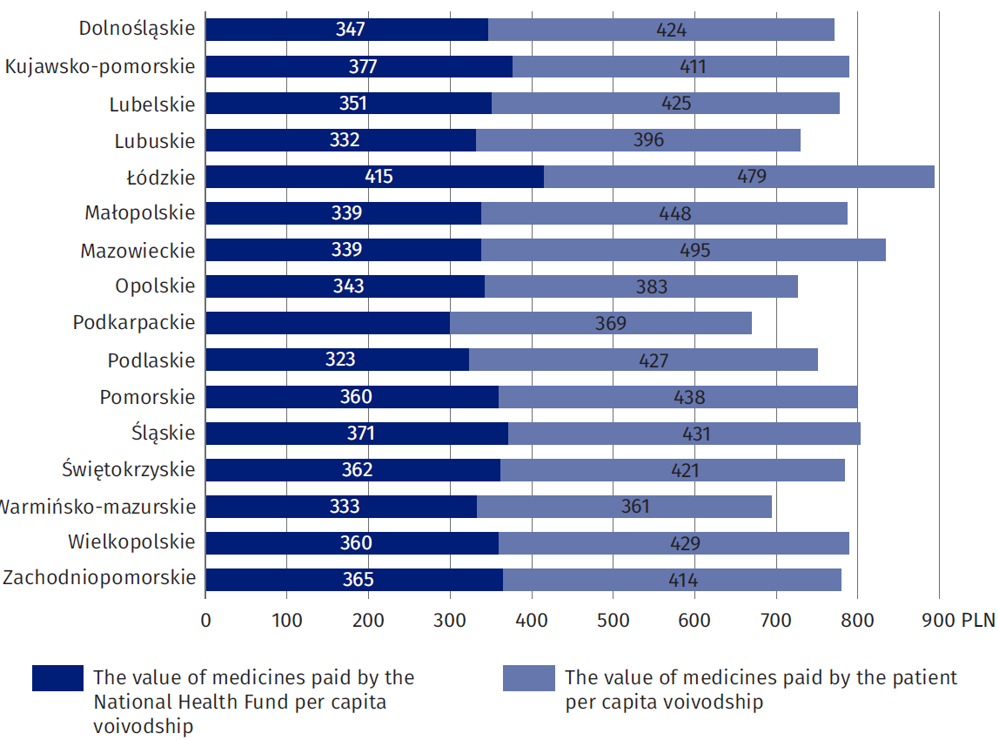 Dolnośląskie 347 424
Kujawsko-pomorskie 377 411
Lubelskie 351 425
Lubuskie 332 396
Łódzkie 415 479
Małopolskie 339 448
Mazowieckie 339 495
Opolskie 343 383
Podkarpackie 369
Podlaskie 323 427
Pomorskie 360 438
Śląskie 371 431
Świętokrzyskie 362 421
Warmińsko-mazurskie 333 361
Wielkopolskie 360 429
Zachodniopomorskie 365 414
0 100 200 300 400 500 600 700 800 900 PLN
The value of medicines paid by the
National Health Fund per capita
voivodship
The value of medicines paid by the patient
per capita voivodship